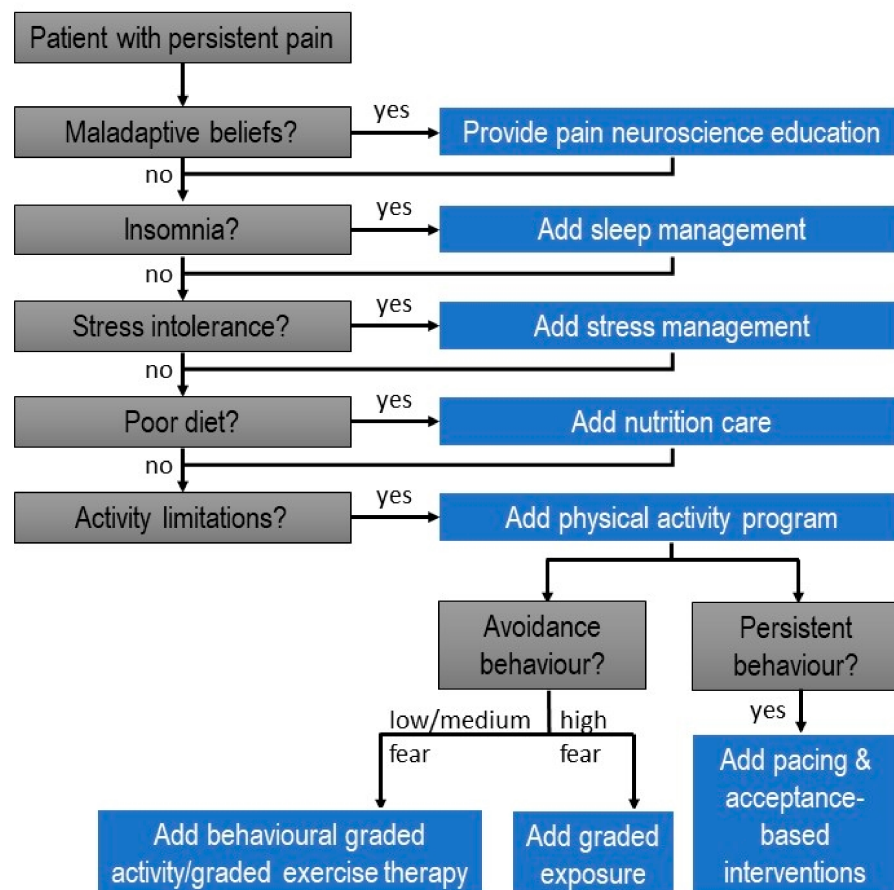 Patient with persistent pain
Maladaptive beliefs?
yes
Provide pain neuroscience education
no
Insomnia?
yes
Add sleep management
no
Stress intolerance?
yes
Add stress management
no
Poor diet?
yes
Add nutrition care
no
Activity limitations?
yes
Add physical activity program
Avoidance
behaviour?
Persistent
behaviour?
low/medium
fear
high
fear
yes
Add behavioural graded
activity/graded exercise therapy
Add graded
exposure
Add pacing &
acceptance-
based
interventions